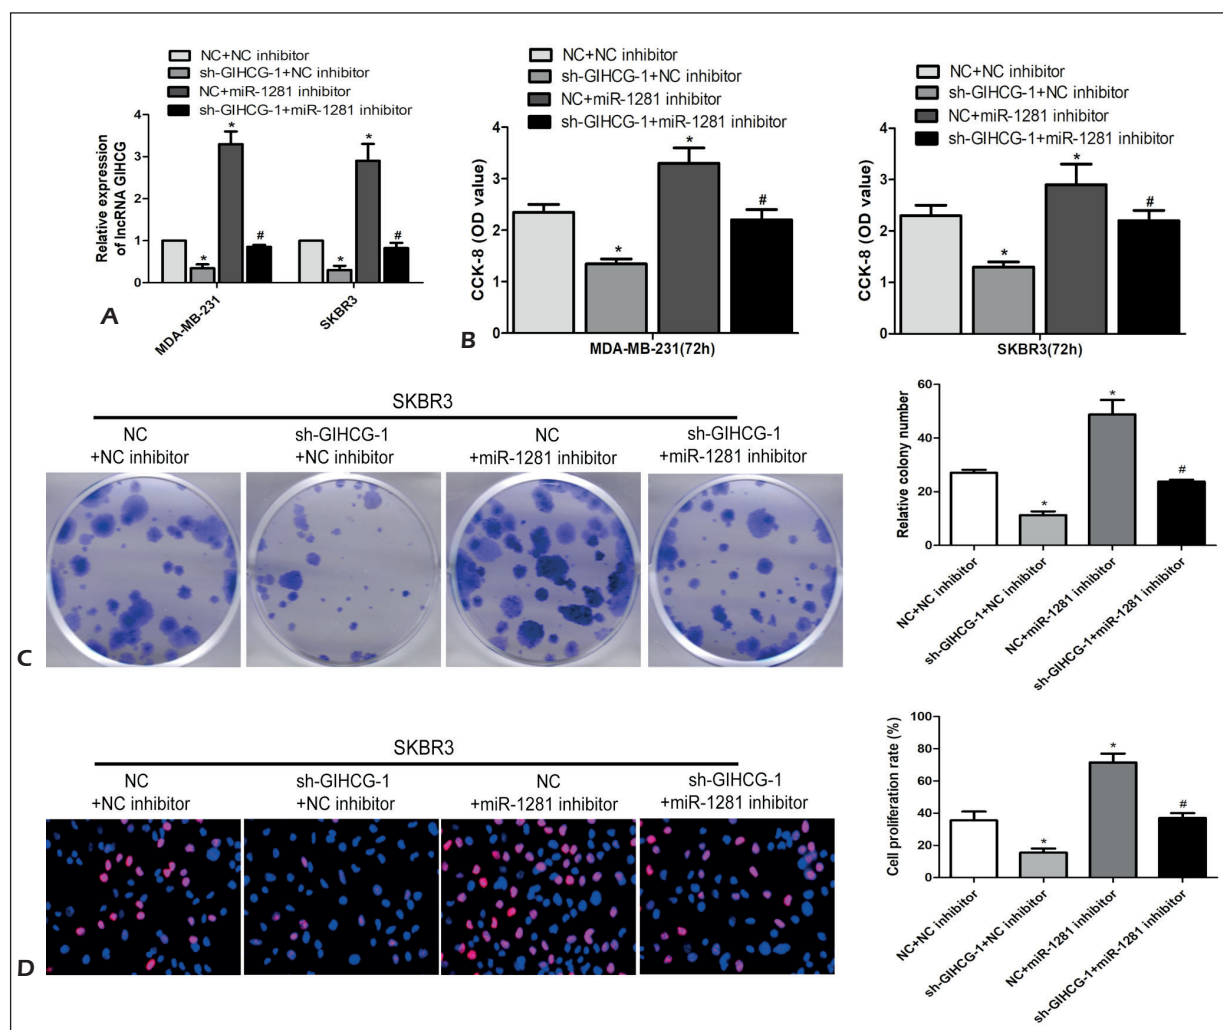 NC+NC inhibitor
sh-GIHCG-1+NC inhibitor
NC+miR-1281 inhibitor
sh-GIHCG-1+miR-1281 inhibitor
Relative expression
of lncRNA GIHCG
4
3
2
1
0
*
*
#
*
*
#
MDA-MB-231
SKBR3
A
NC+NC inhibitor
sh-GIHCG-1+NC inhibitor
NC+miR-1281 inhibitor
sh-GIHCG-1+miR-1281 inhibitor
CCK-8 (OD value)
4
3
2
1
0
*
*
#
MDA-MB-231(72h)
B
NC+NC inhibitor
sh-GIHCG-1+NC inhibitor
NC+miR-1281 inhibitor
sh-GIHCG-1+miR-1281 inhibitor
CCK-8 (OD value)
4
3
2
1
0
*
*
#
SKBR3(72h)
SKBR3
NC
+NC inhibitor
sh-GIHCG-1
+NC inhibitor
NC
+miR-1281 inhibitor
sh-GIHCG-1
+miR-1281 inhibitor
C
Relative colony number
60
40
20
0
*
*
#
NC+NC inhibitor
sh-GIHCG-1+NC inhibitor
NC+miR-1281 inhibitor
sh-GIHCG-1+miR-1281 inhibitor
SKBR3
NC
+NC inhibitor
sh-GIHCG-1
+NC inhibitor
NC
+miR-1281 inhibitor
sh-GIHCG-1
+miR-1281 inhibitor
D
Cell proliferation rate (%)
100
80
60
40
20
0
*
*
#
NC+NC inhibitor
sh-GIHCG-1+NC inhibitor
NC+miR-1281 inhibitor
sh-GIHCG-1+miR-1281 inhibitor